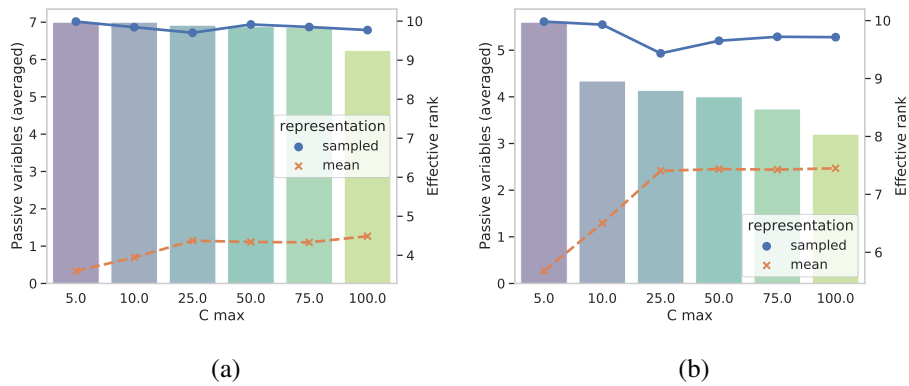 Passive variables (averaged)
7
6
5
4
3
2
1
0
5.0 10.0 25.0 50.0 75.0 100.0
C max
10
9
8
7
6
5
4
Effective rank
representation
sampled
mean
(a)
Passive variables (averaged)
5
4
3
2
1
0
5.0 10.0 25.0 50.0 75.0 100.0
C max
10
9
8
7
6
Effective rank
representation
sampled
mean
(b)